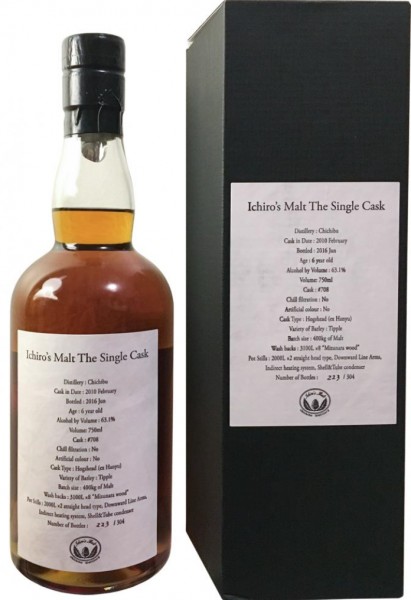 Ichiro's Malt The Single Cask
Distillery : Chichibu
Cask in Date : 2010 February
Bottled : 2016 Jun
Age : 6 year old
Alcohol by Volume : 63.1%
Volume: 750ml
Cask : #708
Chill filtration : No
Artificial colour : No
Cask Type : Hogshead (ex Hanyu)
Variety of Barley : Tipple
Batch size : 400kg of Malt
Wash backs : 3100L x8 "Mizunara wood"
Pot Stills : 2000L x2 straight head type, Downward Line Arms,
Indirect heating system, Shell&Tube condenser
Number of Bottles : 223 / 304
Ichiro's Malt The Single Cask
Distillery : Chichibu
Cask in Date : 2010 February
Bottled : 2016 Jun
Age : 6 year old
Alcohol by Volume : 63.1%
Volume: 750ml
Cask : #708
Chill filtration : No
Artificial colour : No
Cask Type : Hogshead (ex Hanyu)
Variety of Barley : Tipple
Batch size : 400kg of Malt
Wash backs : 3100L x8 "Mizunara wood"
Pot Stills : 2000L x2 straight head type, Downward Line Arms,
Indirect heating system, Shell&Tube condenser
Number of Bottles : 223 / 304
Ichiro's Malt